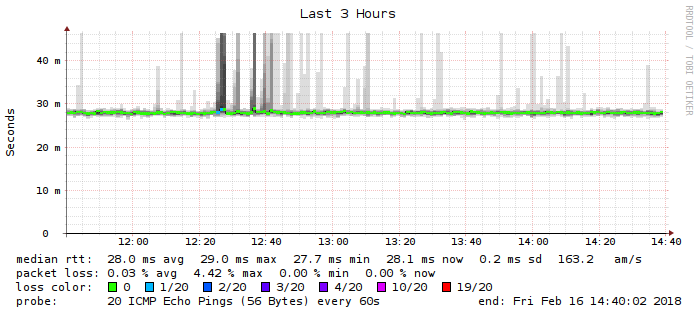 Last 3 Hours
RRDTOOL / TOBI OETIKER
Seconds
40 m
30 m
20 m
10 m
0
12:00 12:20 12:40 13:00 13:20 13:40 14:00 14:20 14:40
median rtt: 28.0 ms avg 29.0 ms max 27.7 ms min 28.1 ms now 0.2 ms sd 163.2 am/s
packet loss: 0.03 % avg 4.42 % max 0.00 % min 0.00 % now
loss color: 0 1/20 2/20 3/20 4/20 10/20 19/20
probe: 20 ICMP Echo Pings (56 Bytes) every 60s end: Fri Feb 16 14:40:02 2018